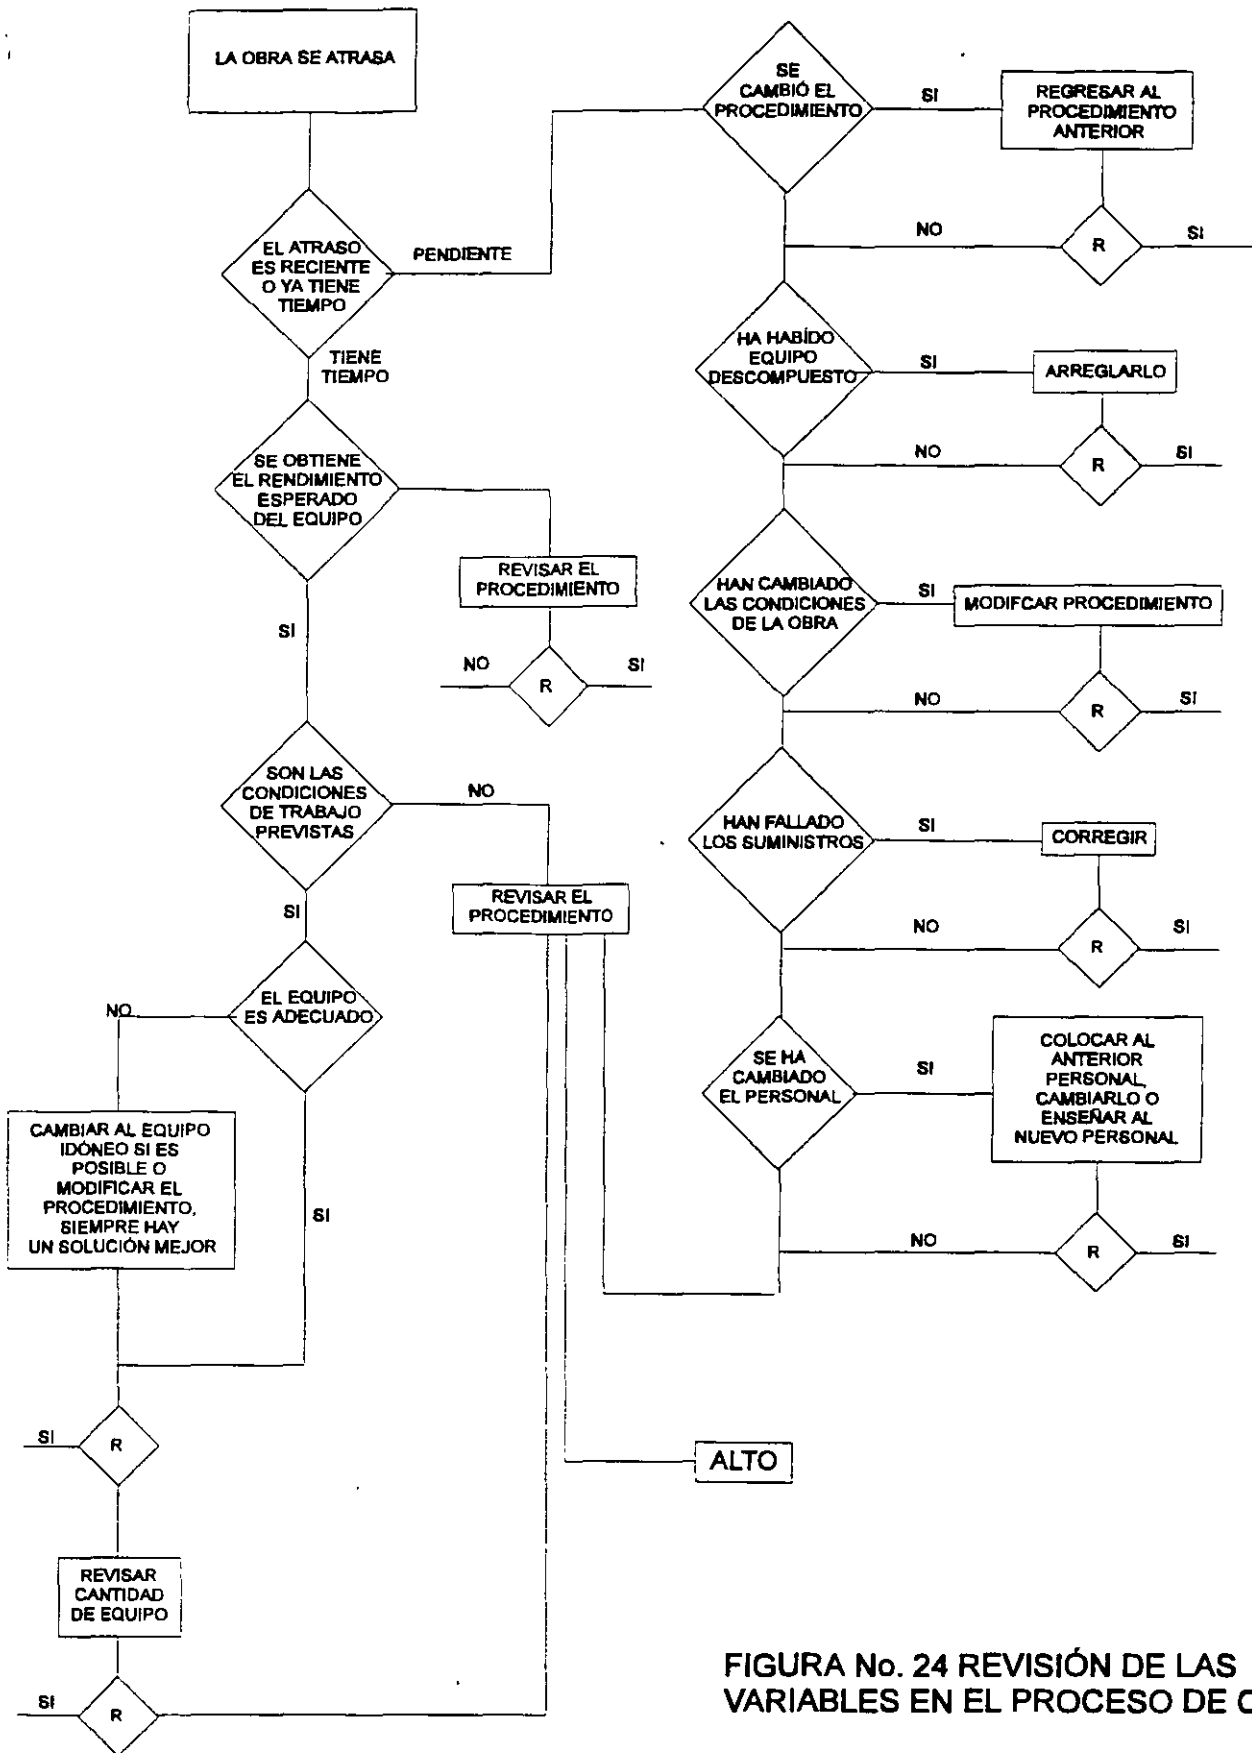 LA OBRA SE ATRASA
EL ATRASO
ES RECIENTE
O YA TIENE
TIEMPO
PENDIENTE
TIENE
TIEMPO
SE OBTIENE
EL RENDIMIENTO
ESPERADO
DEL EQUIPO
REVISAR EL
PROCEDIMIENTO
SI
NO
R
SI
SON LAS
CONDICIONES
DE TRABAJO
PREVISTAS
NO
REVISAR EL
PROCEDIMIENTO
SI
EL EQUIPO
ES ADECUADO
NO
CAMBIAR AL EQUIPO
IDÓNEO SI ES
POSIBLE O
MODIFICAR EL
PROCEDIMIENTO,
SIEMPRE HAY
UN SOLUCIÓN MEJOR
SI
SI
R
REVISAR
CANTIDAD
DE EQUIPO
SI
R
ALTO
SE
CAMBIÓ EL
PROCEDIMIENTO
SI
REGRESAR AL
PROCEDIMIENTO
ANTERIOR
NO
R
SI
HA HABÍDO
EQUIPO
DESCOMPUESTO
SI
ARREGLARLO
NO
R
SI
HAN CAMBIADO
LAS CONDICIONES
DE LA OBRA
SI
MODIFCAR PROCEDIMIENTO
NO
R
SI
HAN FALLADO
LOS SUMINISTROS
SI
CORREGIR
NO
R
SI
SE HA
CAMBIADO
EL PERSONAL
SI
COLOCAR AL
ANTERIOR
PERSONAL,
CAMBIARLO O
ENSEÑAR AL
NUEVO PERSONAL
NO
R
SI
FIGURA No. 24 REVISIÓN DE LAS
VARIABLES EN EL PROCESO DE